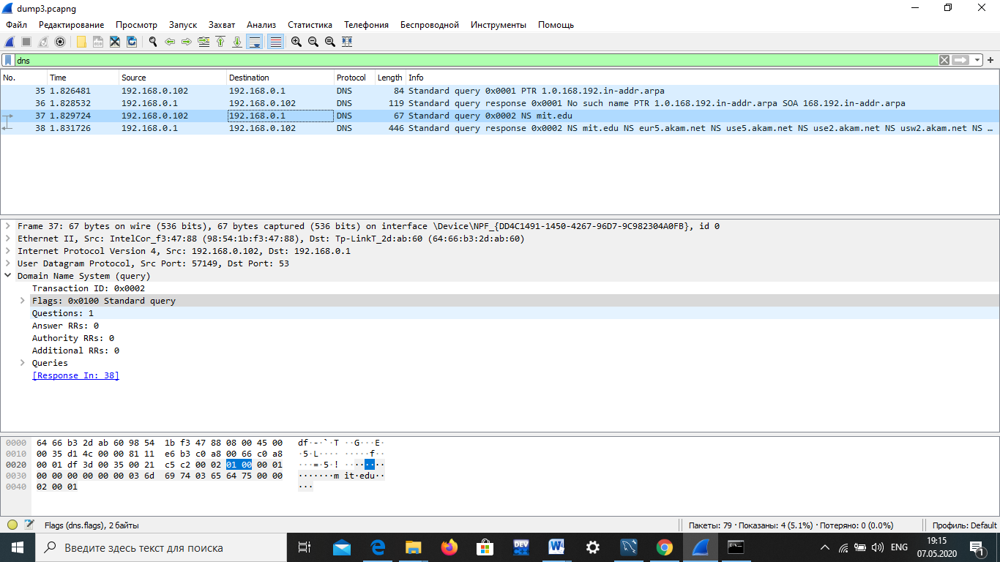 dump3.pcapng
Файл Редактирование Просмотр Запуск Захват Анализ Статистика Телефония Беспроводной Инструменты Помощь
dns
No. Time Source Destination Protocol Length Info
35 1.826481 192.168.0.102 192.168.0.1 DNS 84 Standard query 0x0001 PTR 1.0.168.192.in-addr.arpa
36 1.828532 192.168.0.1 192.168.0.102 DNS 119 Standard query response 0x0001 No such name PTR 1.0.168.192.in-addr.arpa SOA 168.192.in-addr.arpa
37 1.829724 192.168.0.102 192.168.0.1 DNS 67 Standard query 0x0002 NS mit.edu
38 1.831726 192.168.0.1 192.168.0.102 DNS 446 Standard query response 0x0002 NS mit.edu NS eur5.akam.net NS use5.akam.net NS use2.akam.net NS usw2.akam.net NS …
Frame 37: 67 bytes on wire (536 bits), 67 bytes captured (536 bits) on interface \Device\NPF_{DD4C1491-1450-4267-96D7-9C982304A0FB}, id 0
Ethernet II, Src: IntelCor_f3:47:88 (98:54:1b:f3:47:88), Dst: Tp-LinkT_2d:ab:60 (64:66:b3:2d:ab:60)
Internet Protocol Version 4, Src: 192.168.0.102, Dst: 192.168.0.1
User Datagram Protocol, Src Port: 57149, Dst Port: 53
Domain Name System (query)
Transaction ID: 0x0002
Flags: 0x0100 Standard query
Questions: 1
Answer RRs: 0
Authority RRs: 0
Additional RRs: 0
Queries
[Response In: 38]
0000 64 66 b3 2d ab 60 98 54 1b f3 47 88 08 00 45 00 df·-·`·T ··G···E·
0010 00 35 d1 4c 00 00 81 11 e6 b3 c0 a8 00 66 c0 a8 ·5·L···· ·····f··
0020 00 01 df 3d 00 35 00 21 c5 c2 00 02 01 00 00 01 ···=·5·! ········
0030 00 00 00 00 00 00 03 6d 69 74 03 65 64 75 00 00 ·······m it·edu··
0040 02 00 01 ···
Flags (dns.flags), 2 байты
Пакеты: 79 · Показаны: 4 (5.1%) · Потеряно: 0 (0.0%)
Профиль: Default
Введите здесь текст для поиска
DEV
ENG
19:15
07.05.2020
1